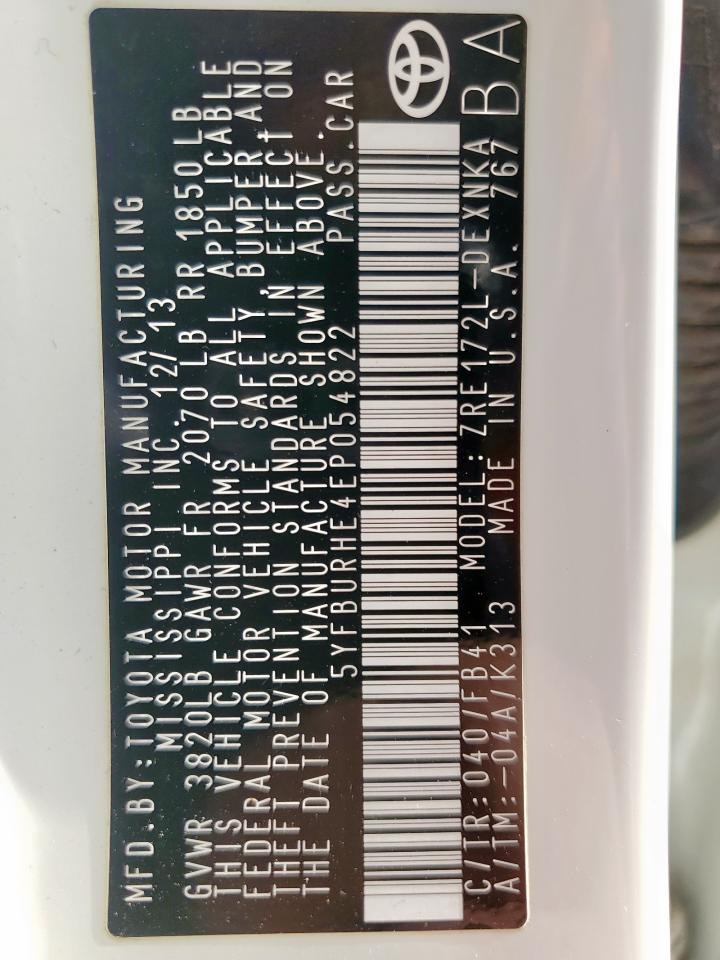 MFD.BY:TOYOTA MOTOR MANUFACTURING
MISSISSIPPI INC. 12/13
GVWR 3820LB GAWR FR 2070LB RR 1850LB
THIS VEHICLE CONFORMS TO ALL APPLICABLE
FEDERAL MOTOR VEHICLE SAFETY, BUMPER, AND
THEFT PREVENTION STANDARDS IN EFFECT ON
THE DATE OF MANUFACTURE SHOWN ABOVE.
5YFBURHE4EP054822 PASS.CAR
C/TR:040/FB41 MODEL: ZRE172L-DEXNKA
A/TM:-04A/K313 MADE IN U.S.A. 767 BA